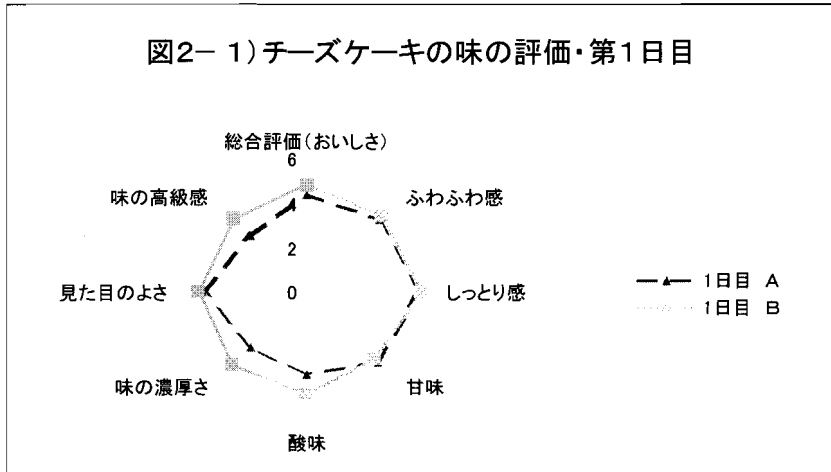 図2－1）チーズケーキの味の評価・第1日目
総合評価（おいしさ）
6
味の高級感
4
ふわふわ感
2
見た目のよさ
0
しっとり感
1日目 A
1日目 B
味の濃厚さ
甘味
酸味